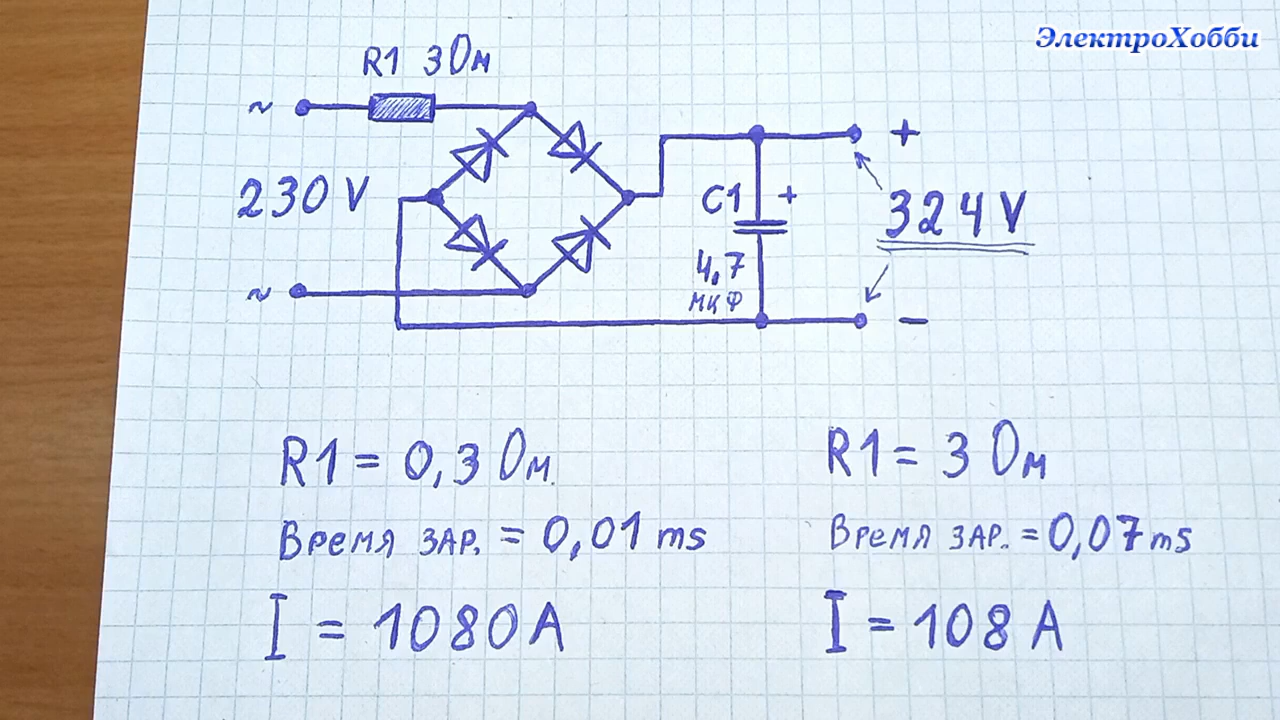 ЭлектроХобби
R1 3 Ом
~
230 V
~
+
C1 +
324 V
4,7
мкф
–
R1 = 0,3 Ом
Время зар. = 0,01 ms
I = 1080 A
R1 = 3 Ом
Время зар. = 0,07 ms
I = 108 A